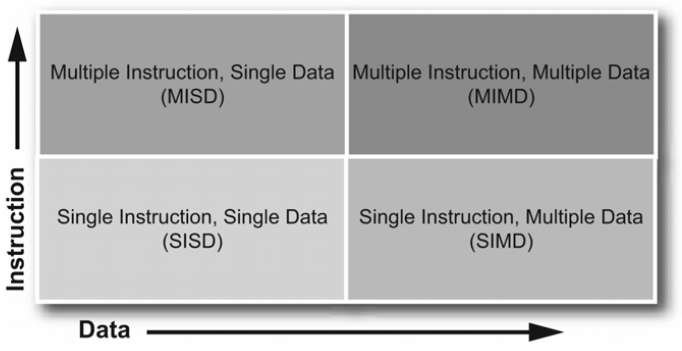 Multiple Instruction, Single Data
(MISD)
Multiple Instruction, Multiple Data
(MIMD)
Single Instruction, Single Data
(SISD)
Single Instruction, Multiple Data
(SIMD)
Instruction
Data